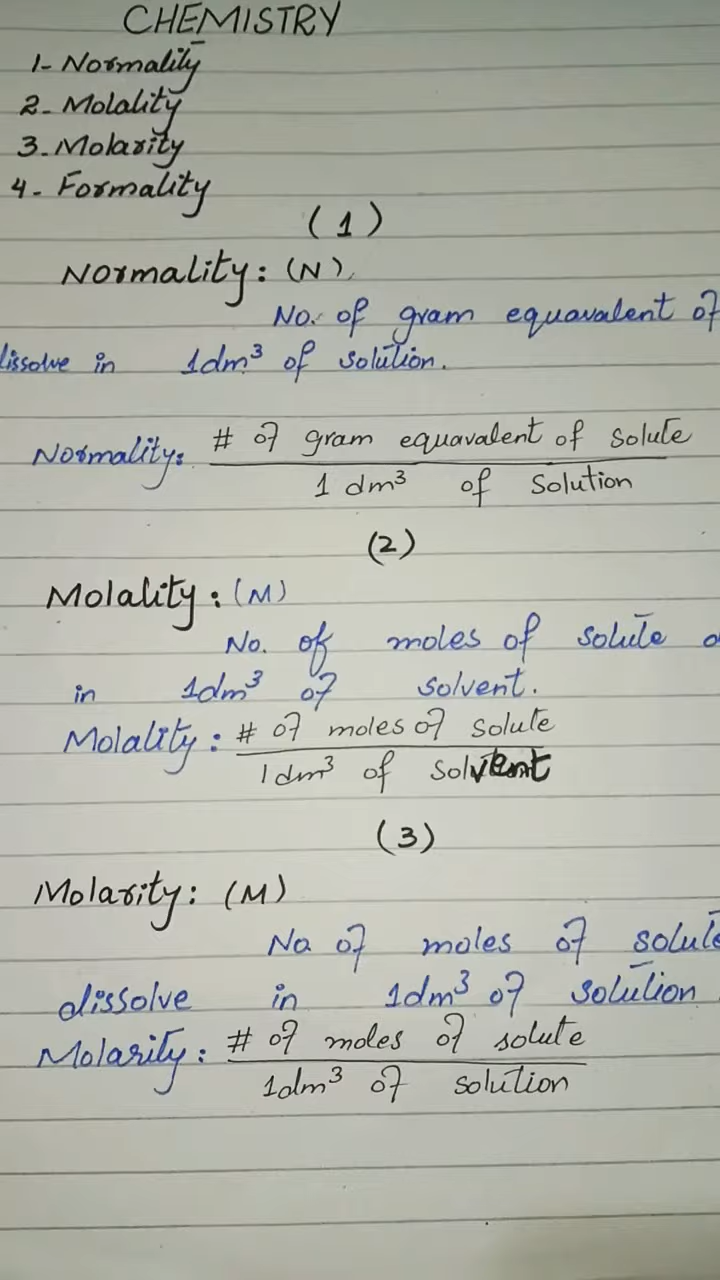 CHEMISTRY
1- Normality
2- Molality
3- Molarity
4- Formality
(1)
Normality: (N)
No. of gram equavalent of
dissolve in 1dm³ of solution.
Normality: # of gram equavalent of solute
1 dm³ of Solution
(2)
Molality: (M)
No. of moles of solute
in 1dm³ of solvent.
Molality: # of moles of solute
1dm³ of solvent
(3)
Molarity: (M)
No of moles of solute
dissolve in 1dm³ of solution
Molarity: # of moles of solute
1dm³ of solution